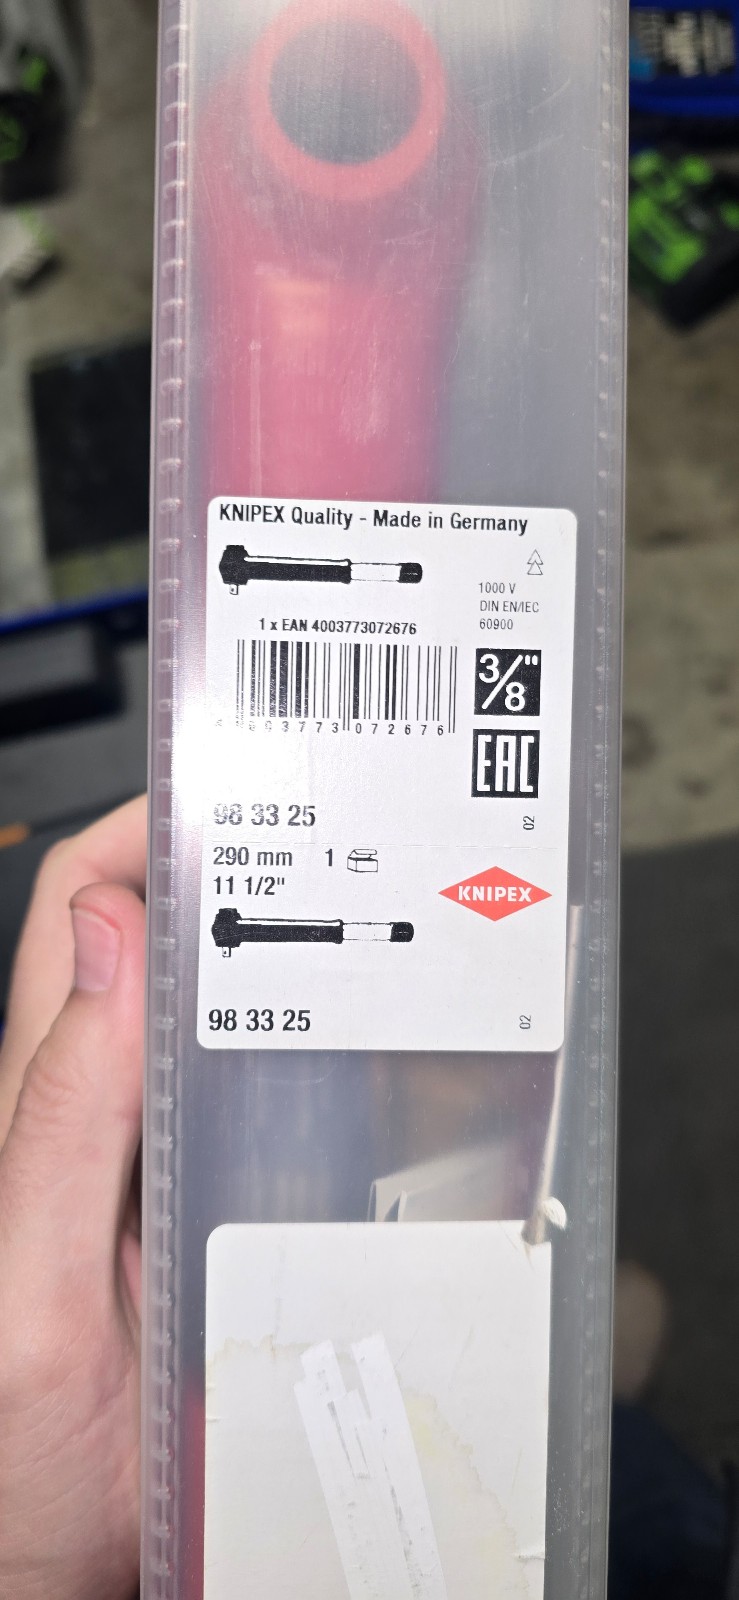 KNIPEX Quality - Made in Germany
1000 V
DIN EN/IEC
60900
1 x EAN 4003773072676
3/8"
EAC
98 33 25
02
290 mm 1
11 1/2"
KNIPEX
98 33 25
02